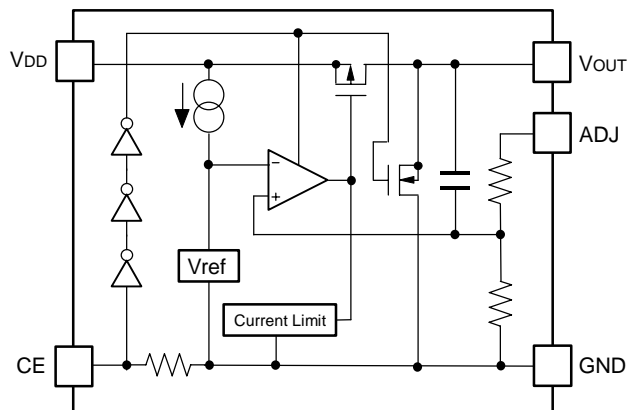 VDD
VOUT
ADJ
−
+
Vref
Current Limit
CE
GND